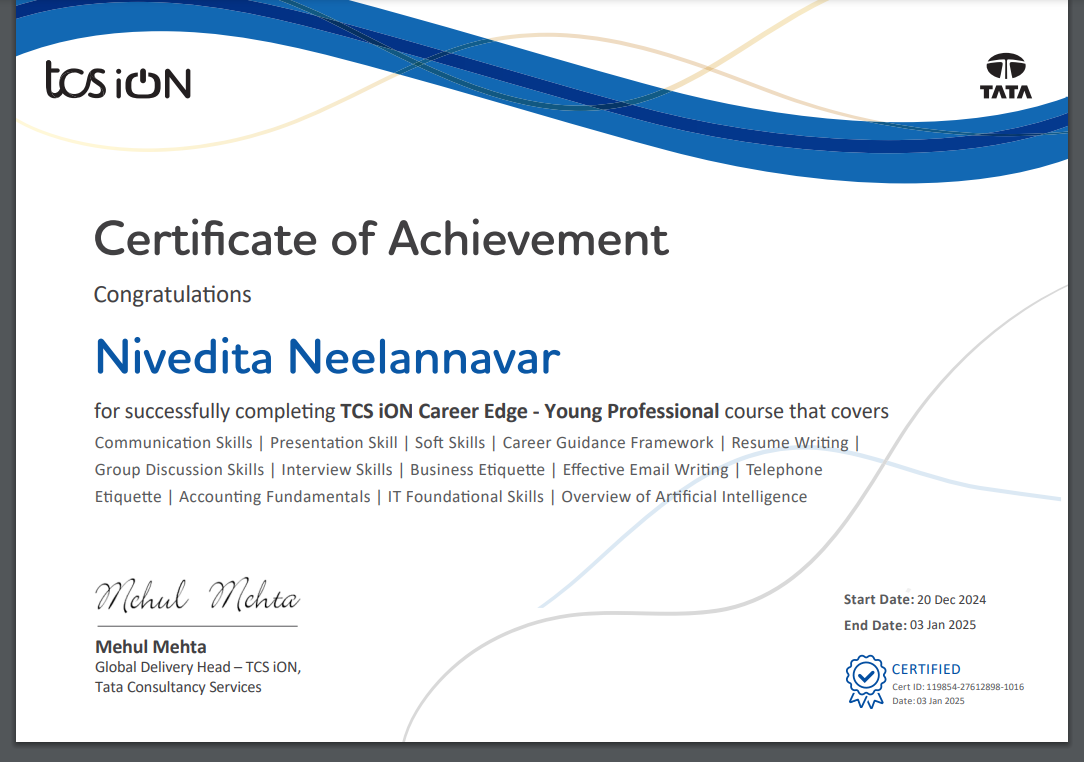 tcs iON
TATA
Certificate of Achievement
Congratulations
Nivedita Neelannavar
for successfully completing TCS iON Career Edge - Young Professional course that covers
Communication Skills | Presentation Skill | Soft Skills | Career Guidance Framework | Resume Writing |
Group Discussion Skills | Interview Skills | Business Etiquette | Effective Email Writing | Telephone
Etiquette | Accounting Fundamentals | IT Foundational Skills | Overview of Artificial Intelligence
Mehul Mehta
Mehul Mehta
Global Delivery Head – TCS iON,
Tata Consultancy Services
Start Date: 20 Dec 2024
End Date: 03 Jan 2025
CERTIFIED
Cert ID: 119854-27612898-1016
Date: 03 Jan 2025